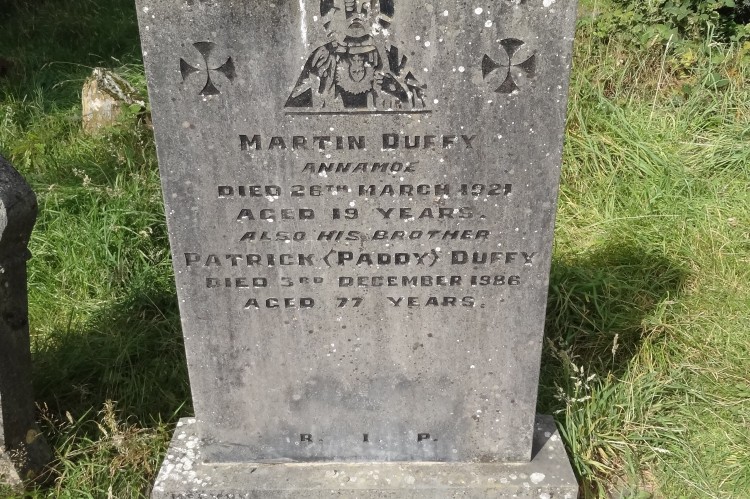 MARTIN DUFFY
ANNAMOE
DIED 26TH MARCH 1921
AGED 19 YEARS.
ALSO HIS BROTHER
PATRICK (PADDY) DUFFY
DIED 3RD DECEMBER 1986
AGED 77 YEARS.
R. I P.